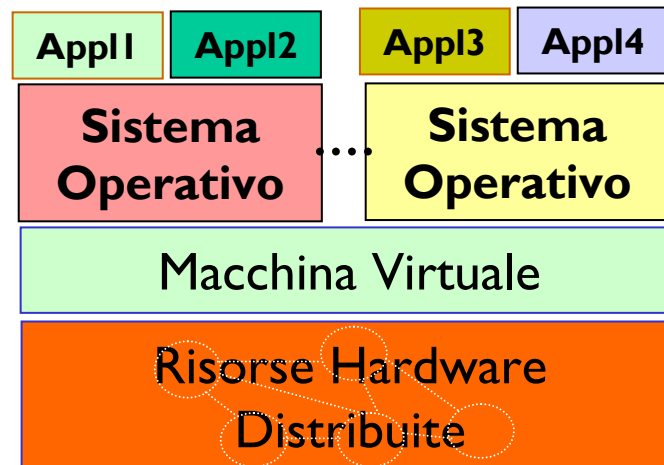 Appl1 Appl2 Appl3 Appl4
Sistema Operativo
....
Sistema Operativo
Macchina Virtuale
Risorse Hardware
Distribuite